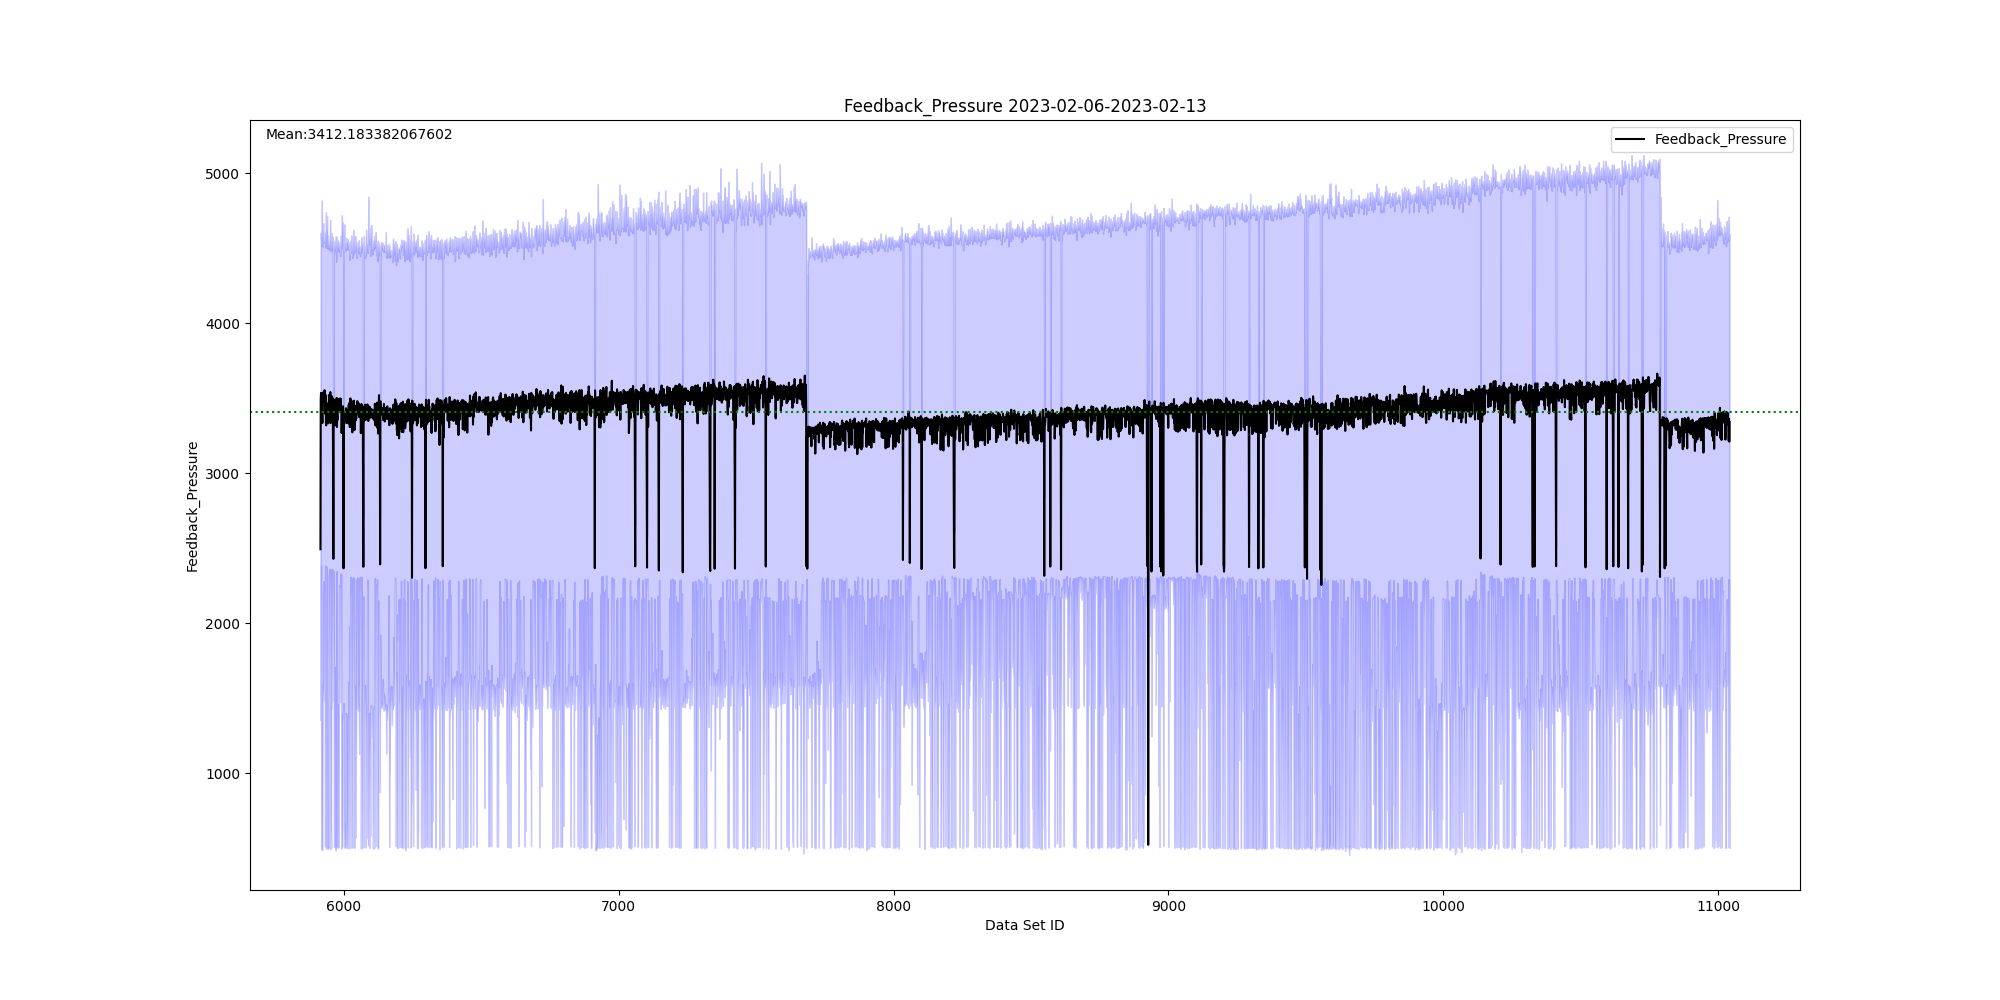 Feedback_Pressure 2023-02-06-2023-02-13
Mean:3412.183382067602
Feedback_Pressure
5000
4000
3000
2000
1000
Feedback_Pressure
6000
7000
8000
9000
10000
11000
Data Set ID